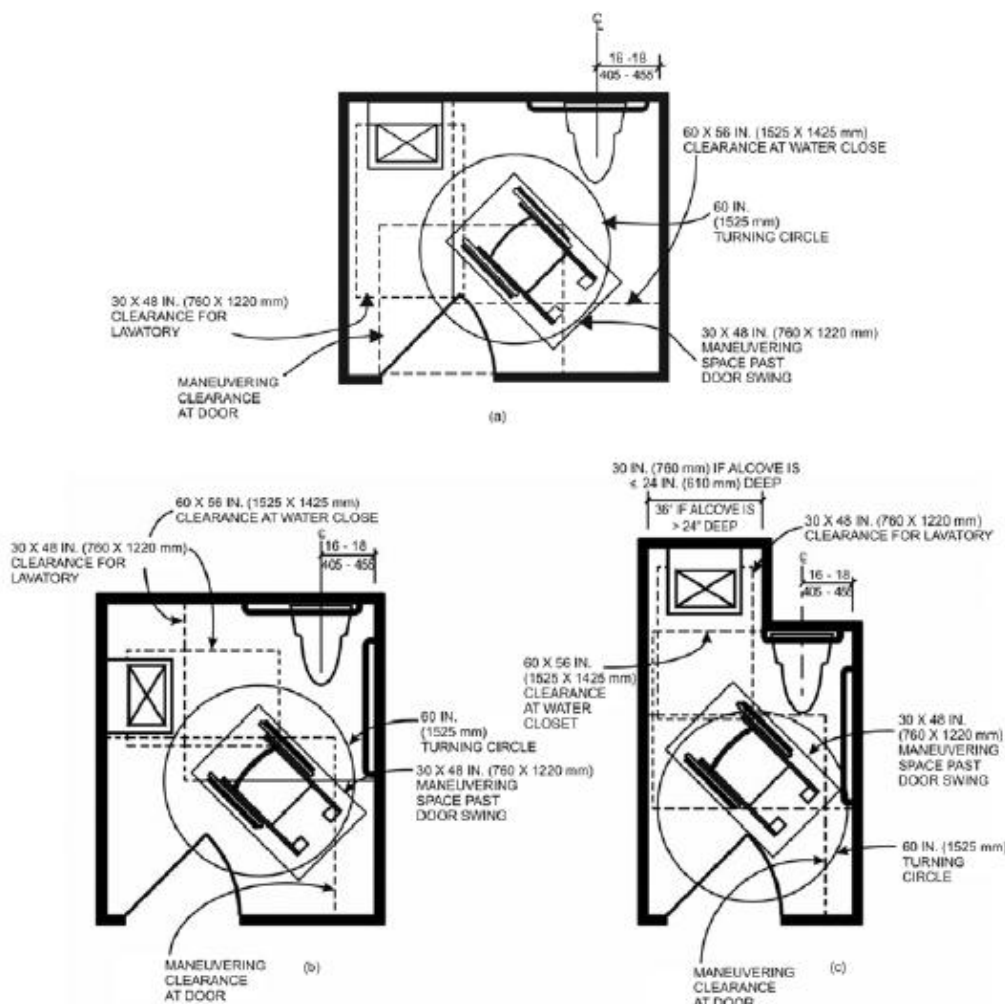 ℄
16 -18
405 - 455
60 X 56 IN. (1525 X 1425 mm)
CLEARANCE AT WATER CLOSE
60 IN.
(1525 mm)
TURNING CIRCLE
30 X 48 IN. (760 X 1220 mm)
CLEARANCE FOR
LAVATORY
30 X 48 IN. (760 X 1220 mm)
MANEUVERING
SPACE PAST
DOOR SWING
MANEUVERING
CLEARANCE
AT DOOR
(a)
60 X 56 IN. (1525 X 1425 mm)
CLEARANCE AT WATER CLOSE
30 X 48 IN. (760 X 1220 mm)
CLEARANCE FOR
LAVATORY
℄
16 - 18
405 - 455
60 IN.
(1525 mm)
TURNING CIRCLE
30 X 48 IN. (760 X 1220 mm)
MANEUVERING
SPACE PAST
DOOR SWING
MANEUVERING
CLEARANCE
AT DOOR
(b)
30 IN. (760 mm) IF ALCOVE IS
≤ 24 IN. (610 mm) DEEP
36" IF ALCOVE IS
> 24" DEEP
30 X 48 IN. (760 X 1220 mm)
CLEARANCE FOR LAVATORY
℄
16 - 18
405 - 455
60 X 56 IN.
(1525 X 1425 mm)
CLEARANCE
AT WATER
CLOSET
30 X 48 IN.
(760 X 1220 mm)
MANEUVERING
SPACE PAST
DOOR SWING
60 IN. (1525 mm)
TURNING
CIRCLE
MANEUVERING
CLEARANCE
AT DOOR
(c)